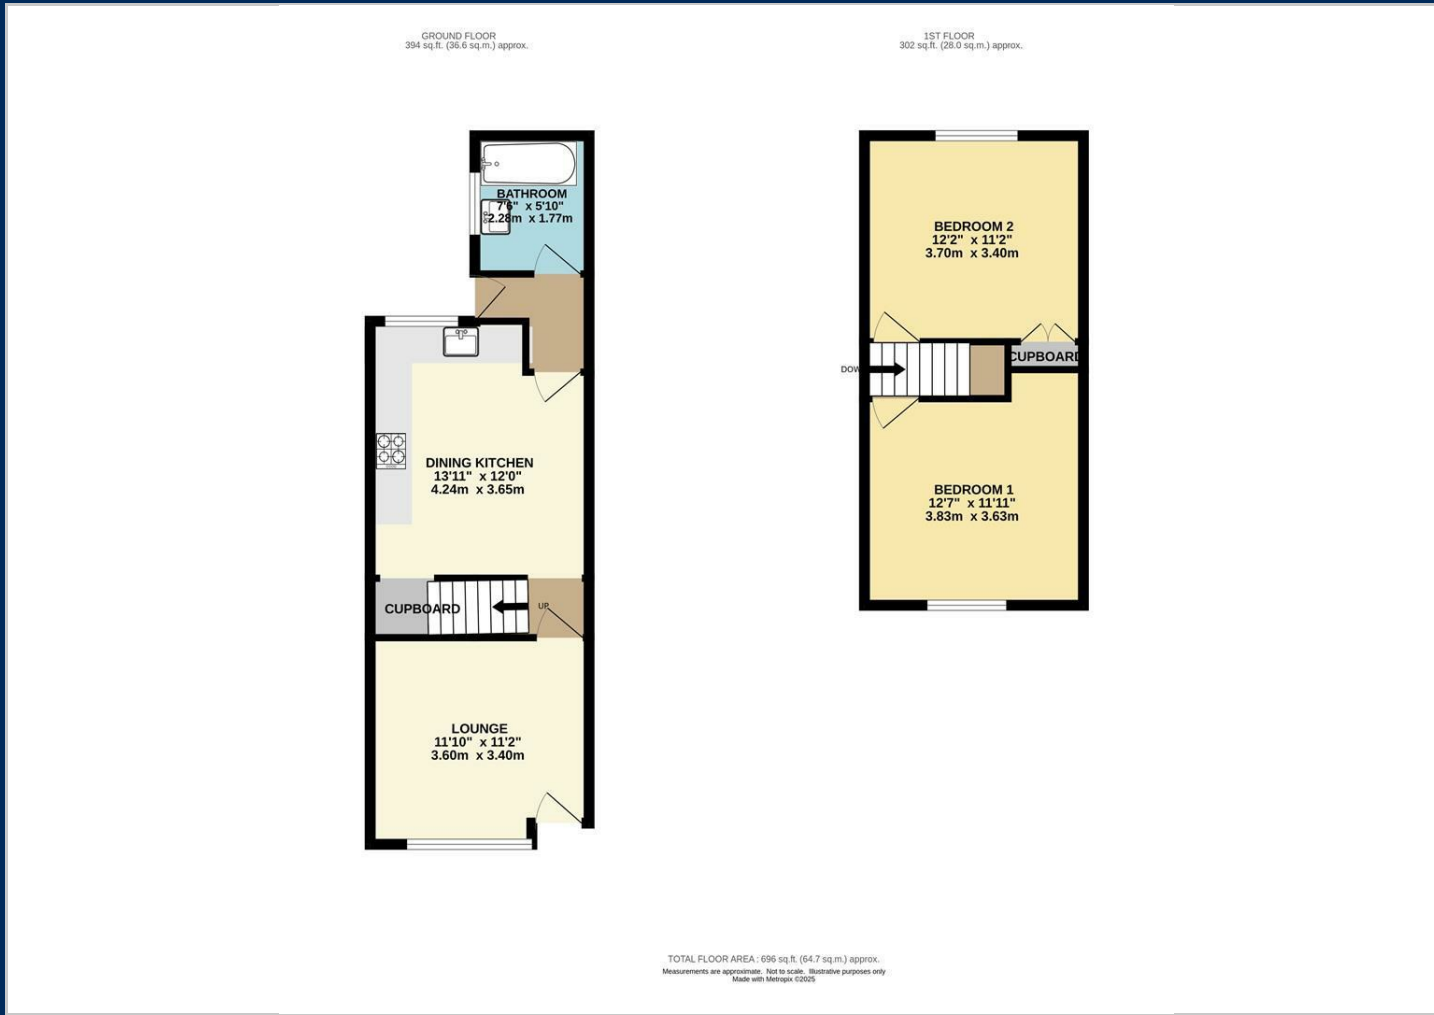 GROUND FLOOR
394 sq.ft. (36.6 sq.m.) approx.
1ST FLOOR
302 sq.ft. (28.0 sq.m.) approx.
BATHROOM
7'6" x 5'10"
2.28m x 1.77m
DINING KITCHEN
13'11" x 12'0"
4.24m x 3.65m
CUPBOARD
UP
LOUNGE
11'10" x 11'2"
3.60m x 3.40m
BEDROOM 2
12'2" x 11'2"
3.70m x 3.40m
CUPBOARD
DOW
BEDROOM 1
12'7" x 11'11"
3.83m x 3.63m
TOTAL FLOOR AREA : 696 sq.ft. (64.7 sq.m.) approx.
Measurements are approximate. Not to scale. Illustrative purposes only
Made with Metropix ©2025